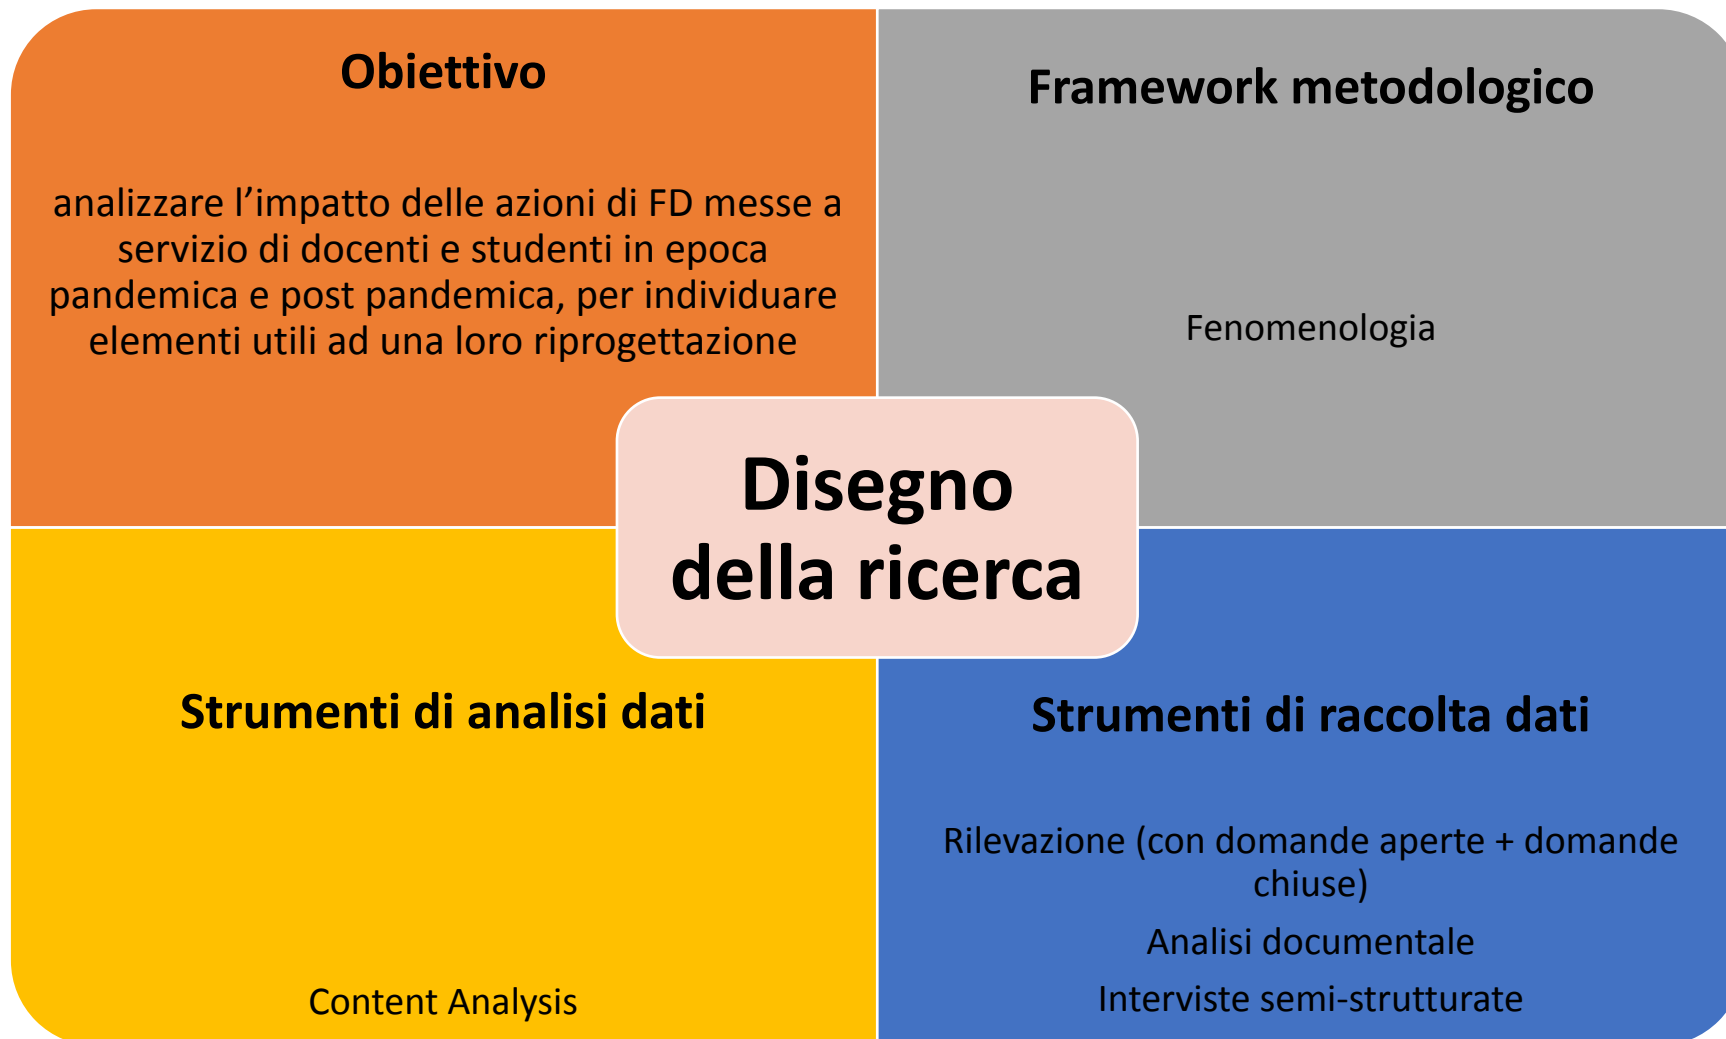 Obiettivo
analizzare l’impatto delle azioni di FD messe a
servizio di docenti e studenti in epoca
pandemica e post pandemica, per individuare
elementi utili ad una loro riprogettazione
Framework metodologico
Fenomenologia
Disegno
della ricerca
Strumenti di analisi dati
Content Analysis
Strumenti di raccolta dati
Rilevazione (con domande aperte + domande
chiuse)
Analisi documentale
Interviste semi-strutturate